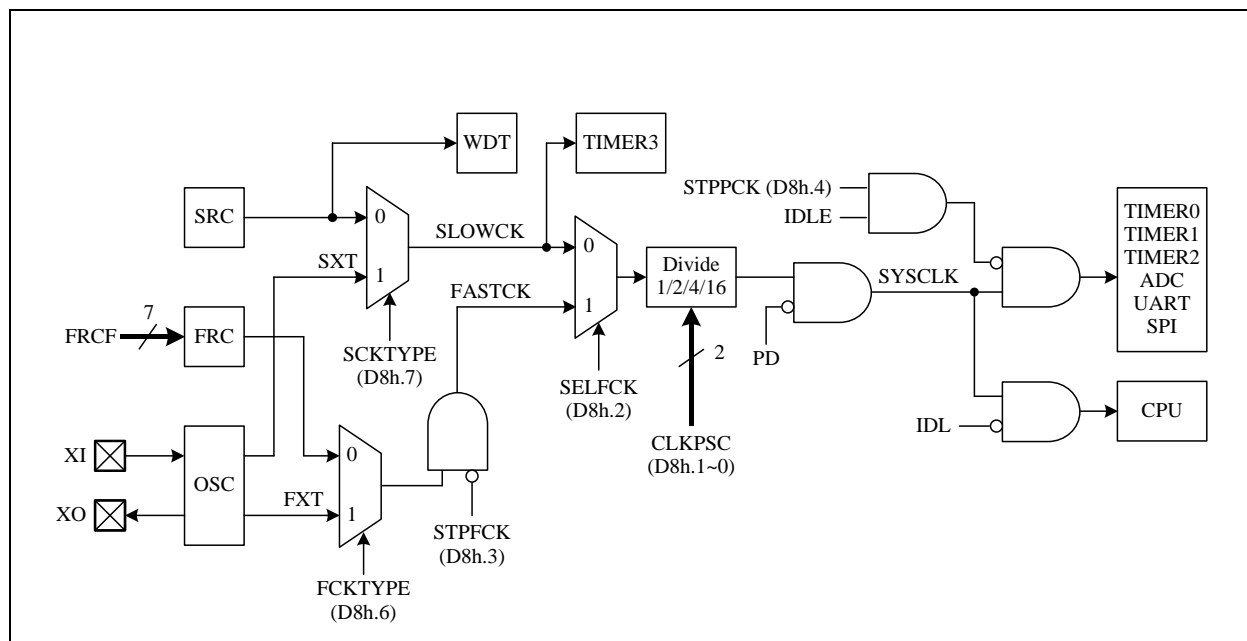 WDT
TIMER3
SRC
0
1
SLOWCK
SXT
FASTCK
0
1
Divide
1/2/4/16
STPPCK (D8h.4)
IDLE
SYSCLK
TIMER0
TIMER1
TIMER2
ADC
UART
SPI
FRCF
7
FRC
SCKTYPE
(D8h.7)
SELFCK
(D8h.2)
2
PD
CLKPSC
(D8h.1~0)
IDL
CPU
XI
XO
OSC
FXT
0
1
STPFCK
(D8h.3)
FCKTYPE
(D8h.6)